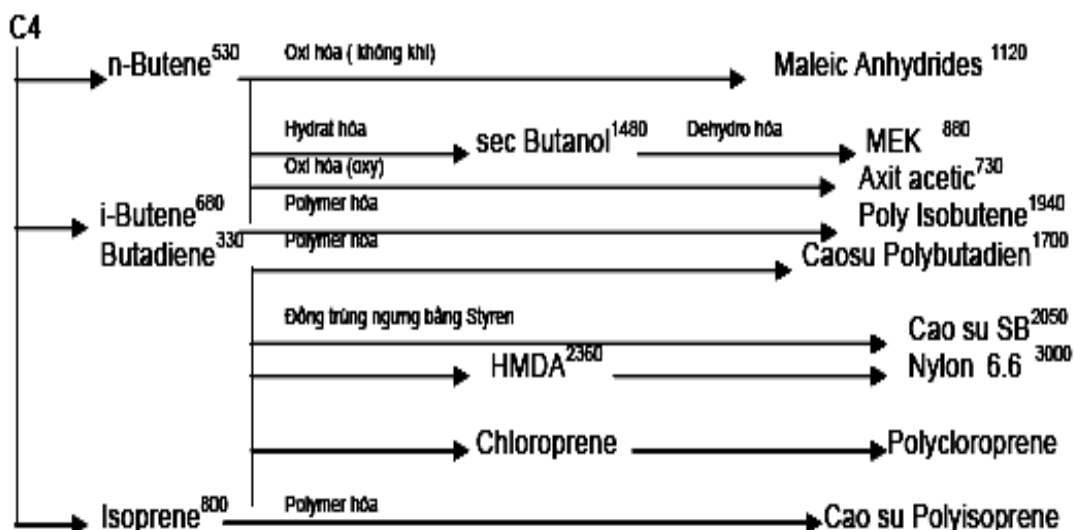 C4
n-Butene530 Oxi hóa ( không khí) Maleic Anhydrides 1120
Hydrat hóa sec Butanol1480 Dehydro hóa MEK 880
Oxi hóa (oxy) Axit acetic730
i-Butene680 Polymer hóa Poly Isobutene1940
Butadiene330 Polymer hóa Caosu Polybutadien1700
Đồng trùng ngưng bằng Styren Cao su SB2050
HMDA2360 Nylon 6.6 3000
Chloroprene Polycloroprene
Isoprene800 Polymer hóa Cao su Polyisoprene